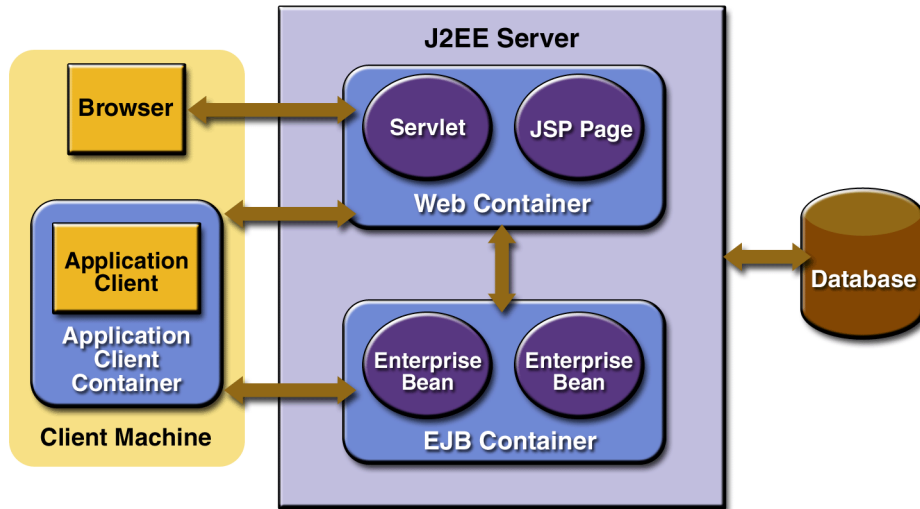 J2EE Server
Browser
Servlet
JSP Page
Web Container
Application
Client
Application
Client
Container
Client Machine
Enterprise
Bean
Enterprise
Bean
EJB Container
Database